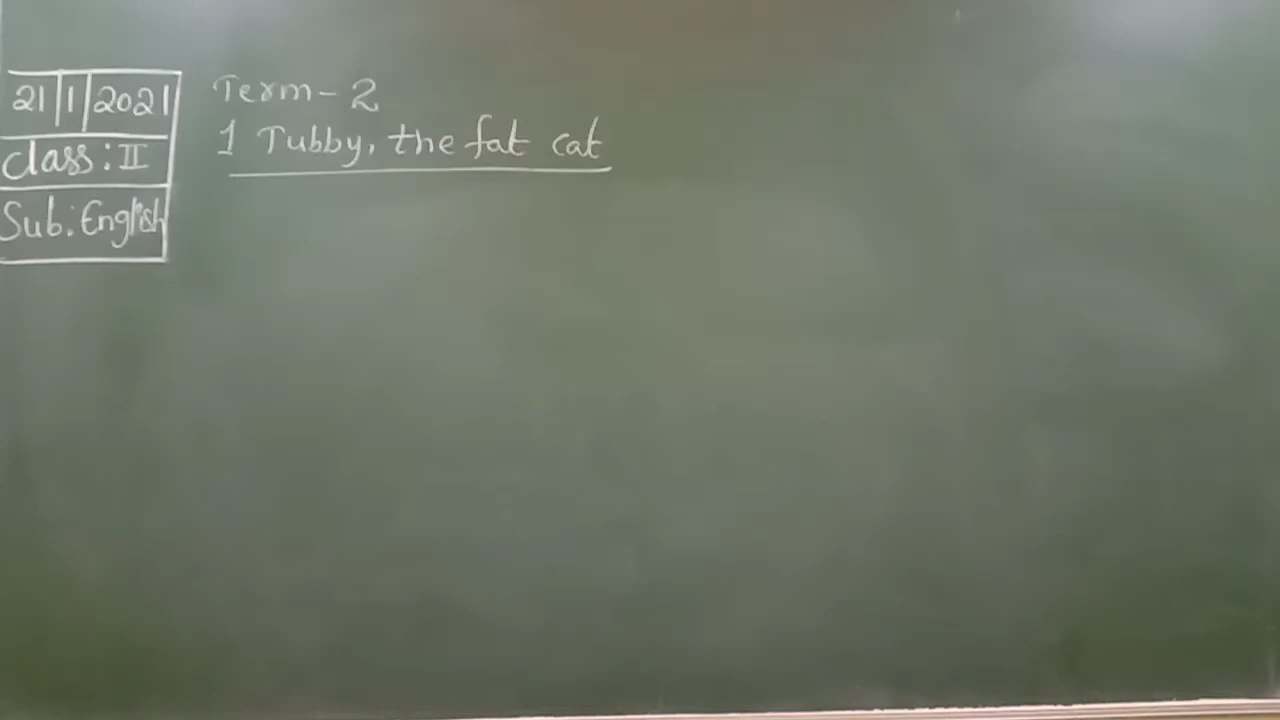 21|1|2021
class: II
Sub: English
Term-2
1 Tubby, the fat cat